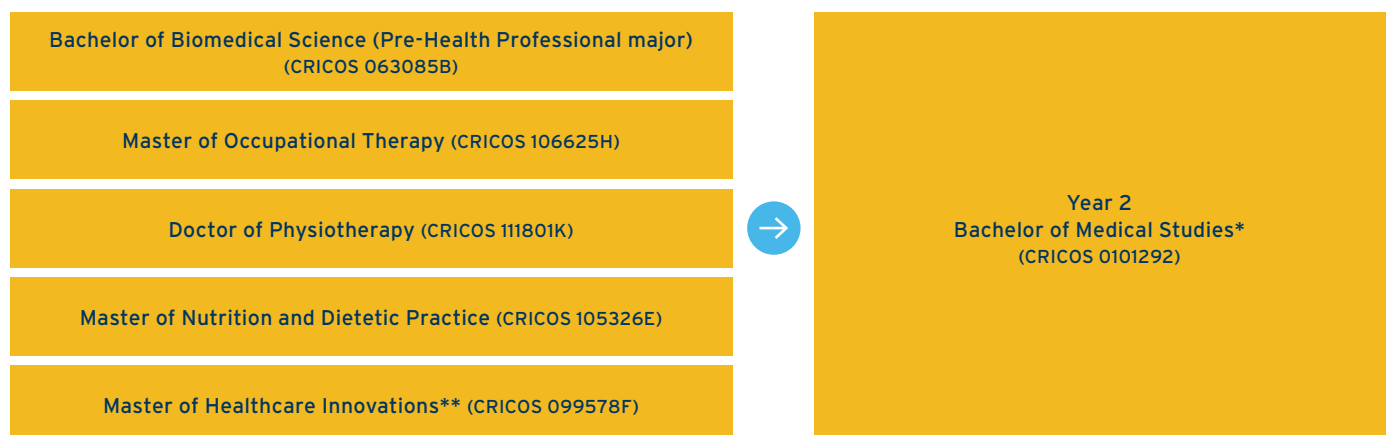 Bachelor of Biomedical Science (Pre-Health Professional major)
(CRICOS 063085B)
Master of Occupational Therapy (CRICOS 106625H)
Doctor of Physiotherapy (CRICOS 111801K)
Master of Nutrition and Dietetic Practice (CRICOS 105326E)
Master of Healthcare Innovations** (CRICOS 099578F)
Year 2
Bachelor of Medical Studies*
(CRICOS 0101292)